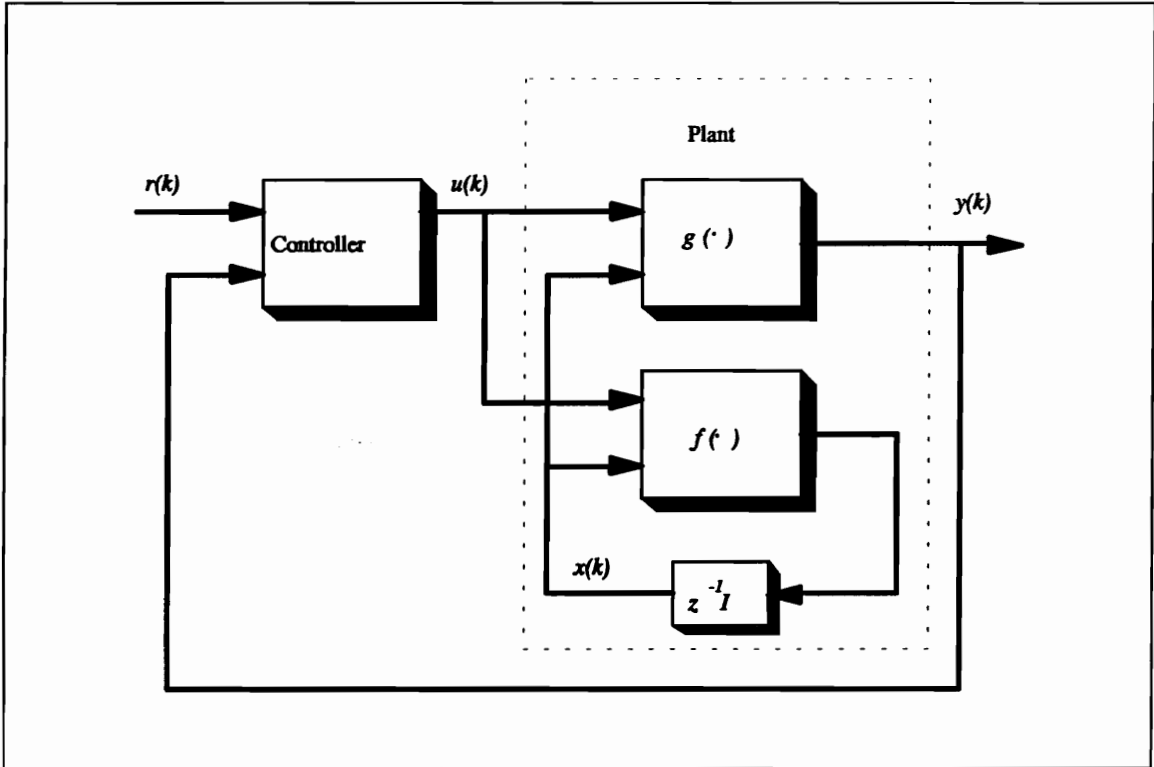 Plant
r(k)
u(k)
y(k)
Controller
g (· )
f (· )
x(k)
z⁻¹I